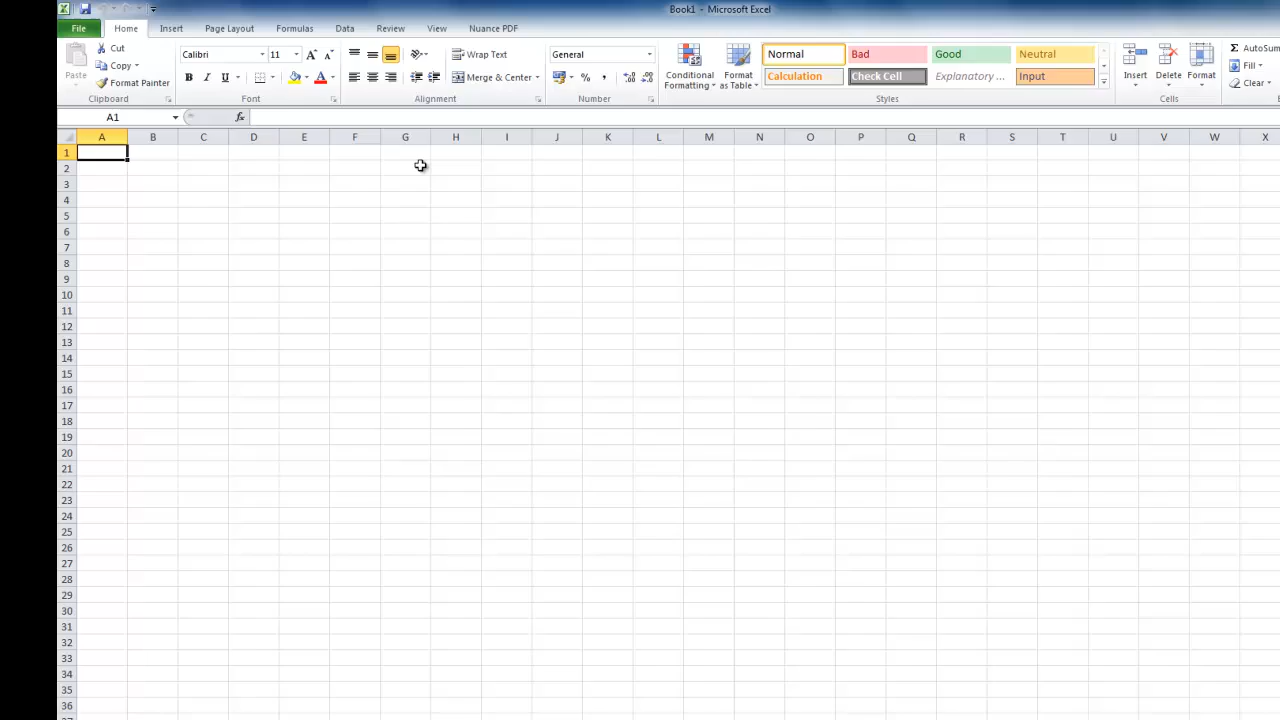 Book1 - Microsoft Excel
File Home Insert Page Layout Formulas Data Review View Nuance PDF
Paste Cut Copy Format Painter Clipboard
Calibri 11 B I U A Font
Wrap Text Merge & Center Alignment
General % , Number
Conditional Formatting Format as Table Normal Bad Good Neutral Calculation Check Cell Explanatory ... Input Styles
Insert Delete Format Cells
AutoSum
Fill
Clear
A1 fx
A B C D E F G H I J K L M N O P Q R S T U V W X
1
2
3
4
5
6
7
8
9
10
11
12
13
14
15
16
17
18
19
20
21
22
23
24
25
26
27
28
29
30
31
32
33
34
35
36